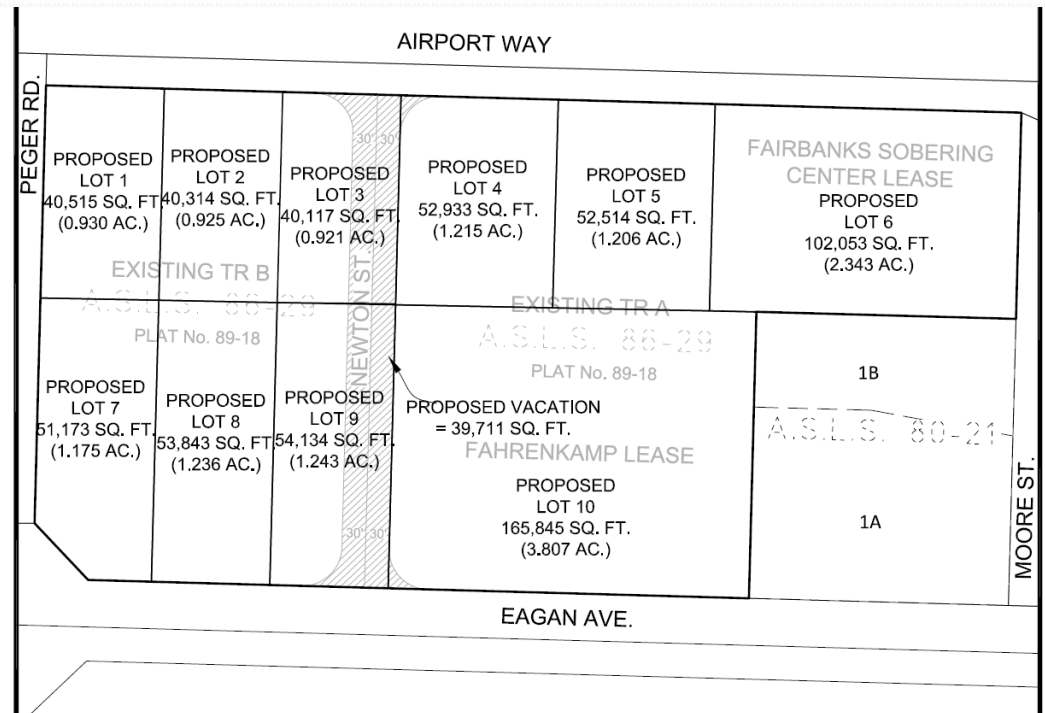 AIRPORT WAY
PEGER RD.
PROPOSED
LOT 1
40,515 SQ. FT.
(0.930 AC.)
PROPOSED
LOT 2
40,314 SQ. FT.
(0.925 AC.)
PROPOSED
LOT 3
40,117 SQ. FT.
(0.921 AC.)
30' 30'
PROPOSED
LOT 4
52,933 SQ. FT.
(1.215 AC.)
PROPOSED
LOT 5
52,514 SQ. FT.
(1.206 AC.)
FAIRBANKS SOBERING
CENTER LEASE
PROPOSED
LOT 6
102,053 SQ. FT.
(2.343 AC.)
EXISTING TR B
A.S.L.S. 86-29
PLAT No. 89-18
NEWTON ST.
EXISTING TR A
A.S.L.S. 86-29
PLAT No. 89-18
PROPOSED
LOT 7
51,173 SQ. FT.
(1.175 AC.)
PROPOSED
LOT 8
53,843 SQ. FT.
(1.236 AC.)
PROPOSED
LOT 9
54,134 SQ. FT.
(1.243 AC.)
30' 30'
PROPOSED VACATION
= 39,711 SQ. FT.
FAHRENKAMP LEASE
PROPOSED
LOT 10
165,845 SQ. FT.
(3.807 AC.)
1B
A.S.L.S. 80-21
1A
MOORE ST.
EAGAN AVE.